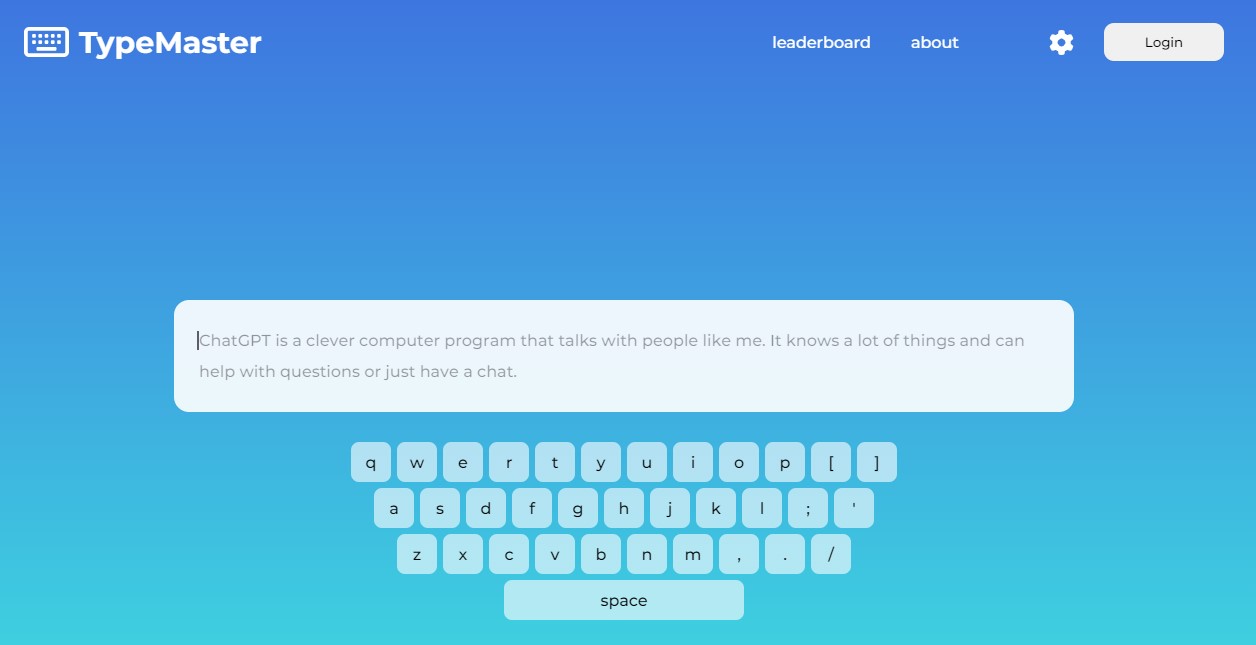 TypeMaster
leaderboard
about
Login
ChatGPT is a clever computer program that talks with people like me. It knows a lot of things and can
help with questions or just have a chat.
q w e r t y u i o p [ ]
a s d f g h j k l ; '
z x c v b n m , . /
space